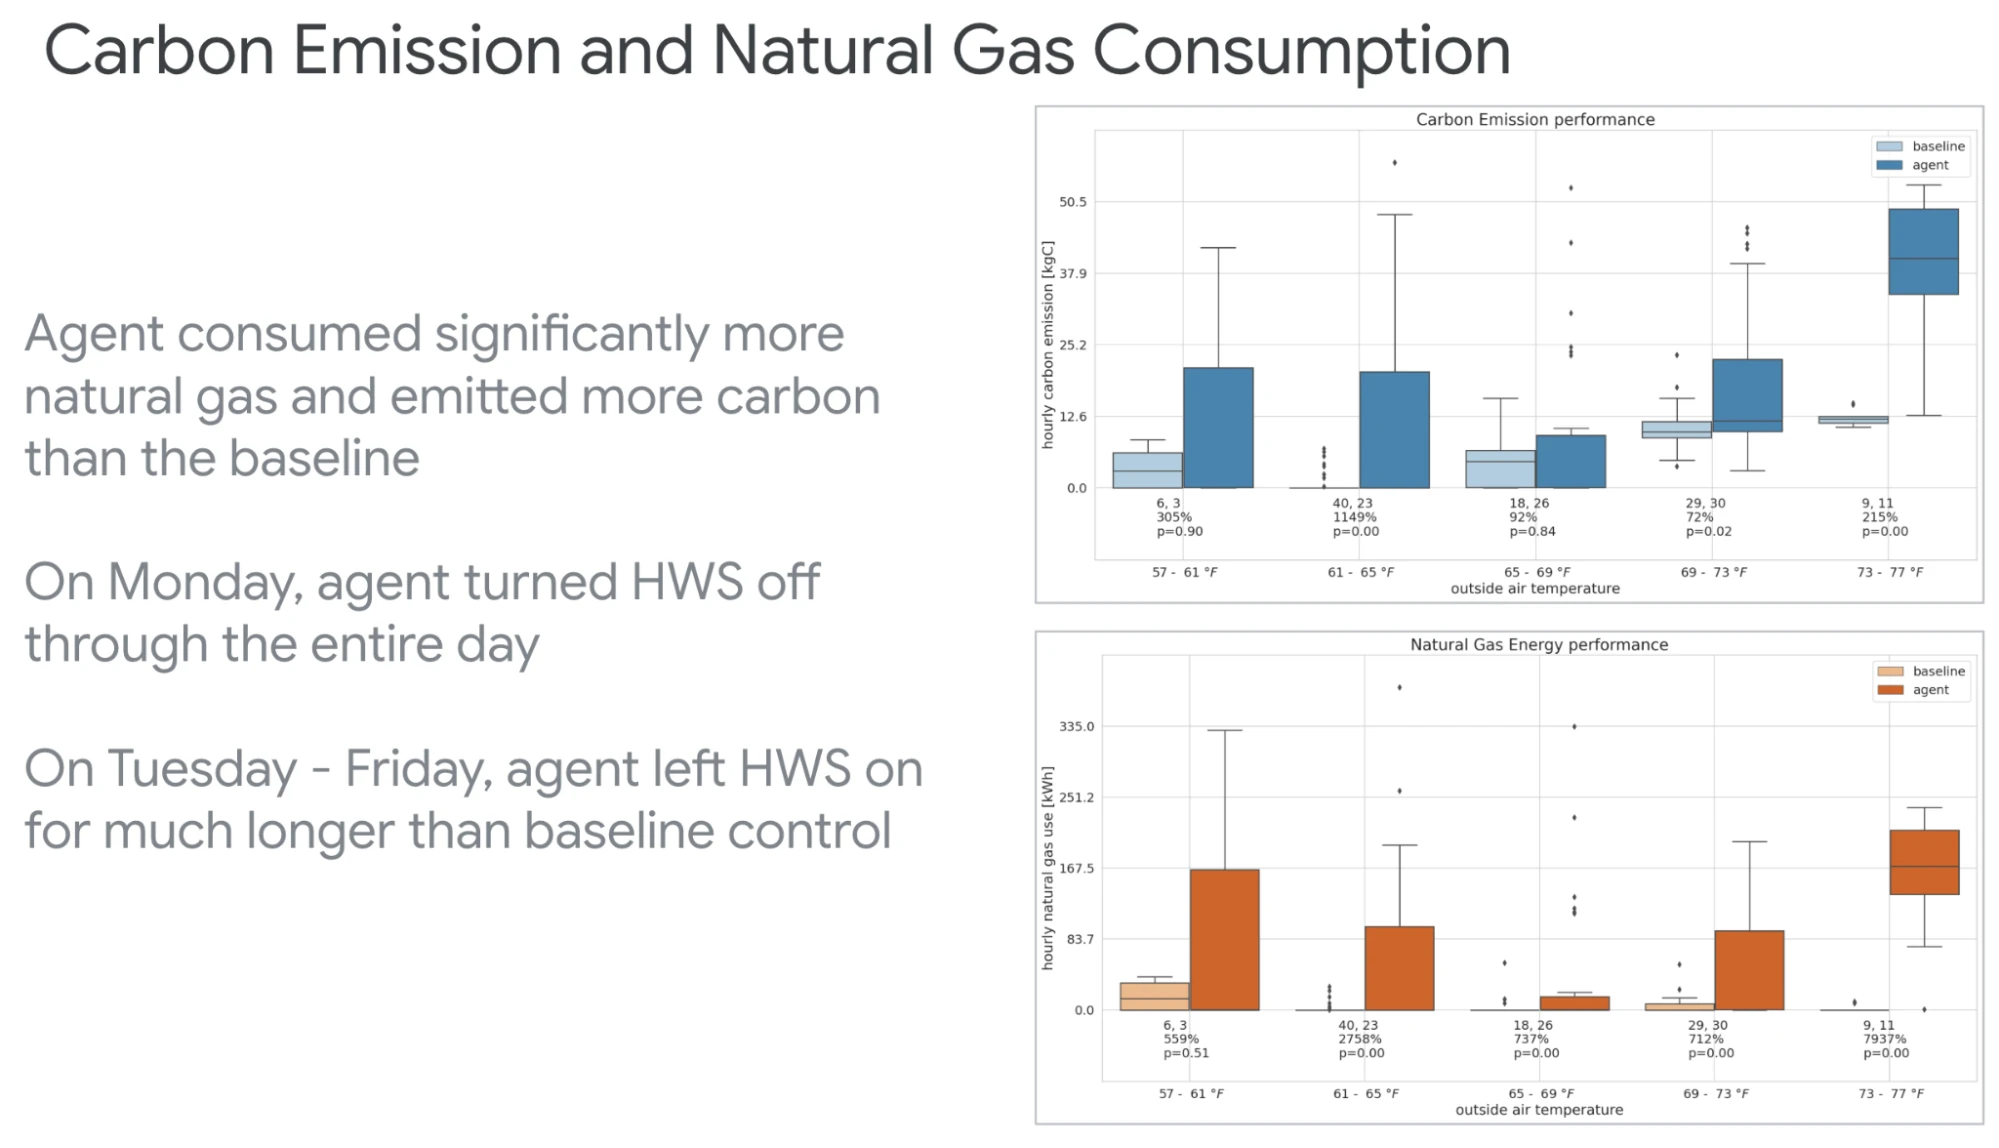 Carbon Emission and Natural Gas Consumption
Agent consumed significantly more
natural gas and emitted more carbon
than the baseline
On Monday, agent turned HWS off
through the entire day
On Tuesday - Friday, agent left HWS on
for much longer than baseline control
Carbon Emission performance
baseline
agent
hourly carbon emission [kgC]
50.5
37.9
25.2
12.6
0.0
6, 3
305%
p=0.90
40, 23
1149%
p=0.00
18, 26
92%
p=0.84
29, 30
72%
p=0.02
9, 11
215%
p=0.00
57 - 61 °F
61 - 65 °F
65 - 69 °F
69 - 73 °F
73 - 77 °F
outside air temperature
Natural Gas Energy performance
baseline
agent
hourly natural gas use [kWh]
335.0
251.2
167.5
83.7
0.0
6, 3
559%
p=0.51
40, 23
2758%
p=0.00
18, 26
737%
p=0.00
29, 30
712%
p=0.00
9, 11
7937%
p=0.00
57 - 61 °F
61 - 65 °F
65 - 69 °F
69 - 73 °F
73 - 77 °F
outside air temperature